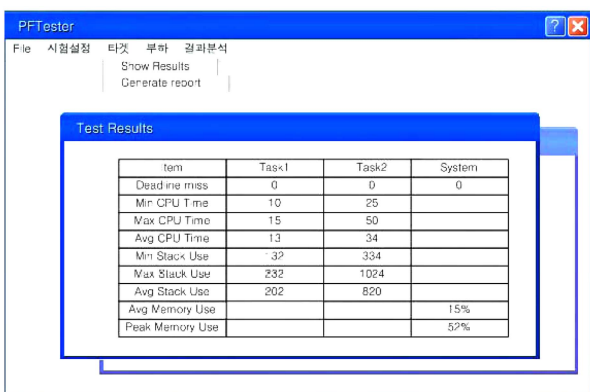 PFTester
File 시험설정 타겟 부하 결과분석
Show Results
Generate report
Test Results
Item Task1 Task2 System
Deadline miss 0 0 0
Min CPU Time 10 25
Max CPU Time 15 50
Avg CPU Time 13 34
Min Stack Use 132 334
Max Stack Use 232 1024
Avg Stack Use 202 820
Avg Memory Use 15%
Peak Memory Use 52%